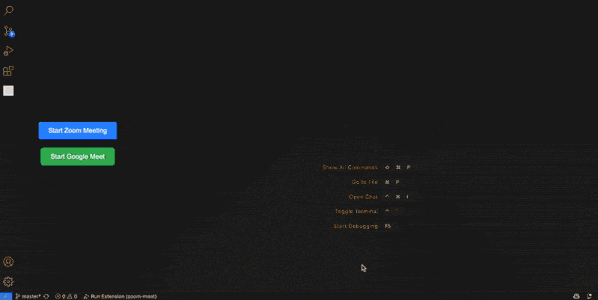 Start Zoom Meeting
Start Google Meet
Show All Commands ⇧ ⌘ P
Go to File ⌘ P
Open Chat ^ ⌘ I
Toggle Terminal ^
Start Debugging F5
master* 0 0 Run Extension (zoom-meet)